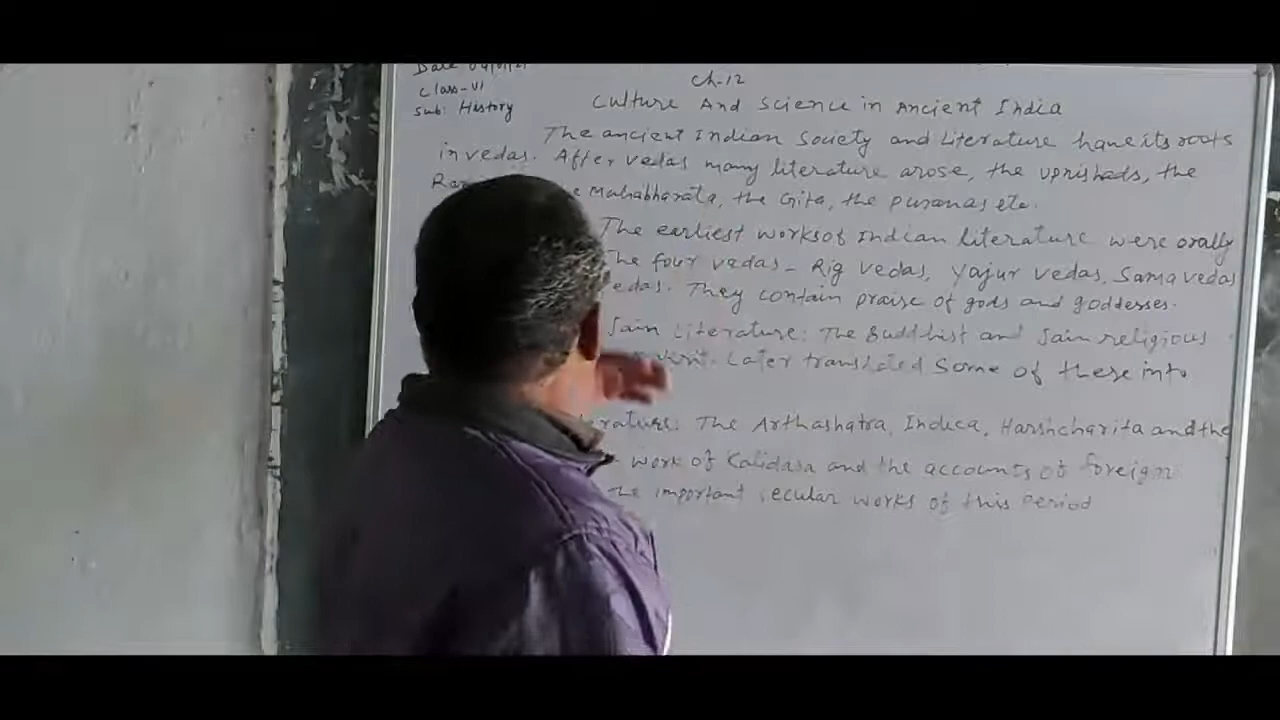 Class-VI
Sub: History
Ch-12
Culture And Science in Ancient India
The ancient Indian Society and Literature have its roots
in vedas. After vedas many literature arose, the Uprishads, the
Mahabharata, the Gita, the Puranas etc.
The earliest works of Indian literature were orally
The four vedas - Rig vedas, Yajur vedas, Sama vedas
edas. They contain praise of gods and goddesses.
Jain Literature: The Buddhist and Jain religious
Later translated Some of these into
rature: The Arthashatra, Indica, Harshcharita and the
work of Kalidasa and the accounts of foreign
the important secular works of this Period